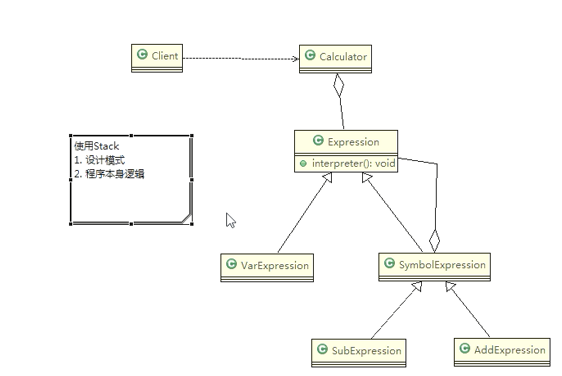 Client
Calculator
Expression
interpreter(): void
使用Stack
1. 设计模式
2. 程序本身逻辑
VarExpression
SymbolExpression
SubExpression
AddExpression